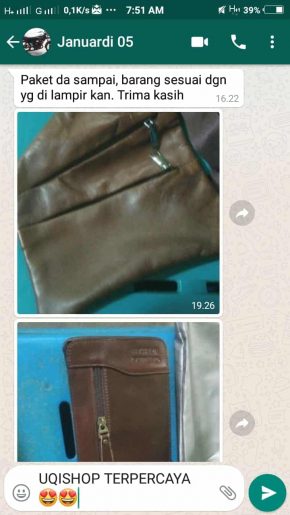 7:51 AM
0.1K/s
39%
Januardi 05
Paket da sampai, barang sesuai dgn
yg di lampir kan. Trima kasih
16.22
19.26
UQISHOP TERPERCAYA
😍😍